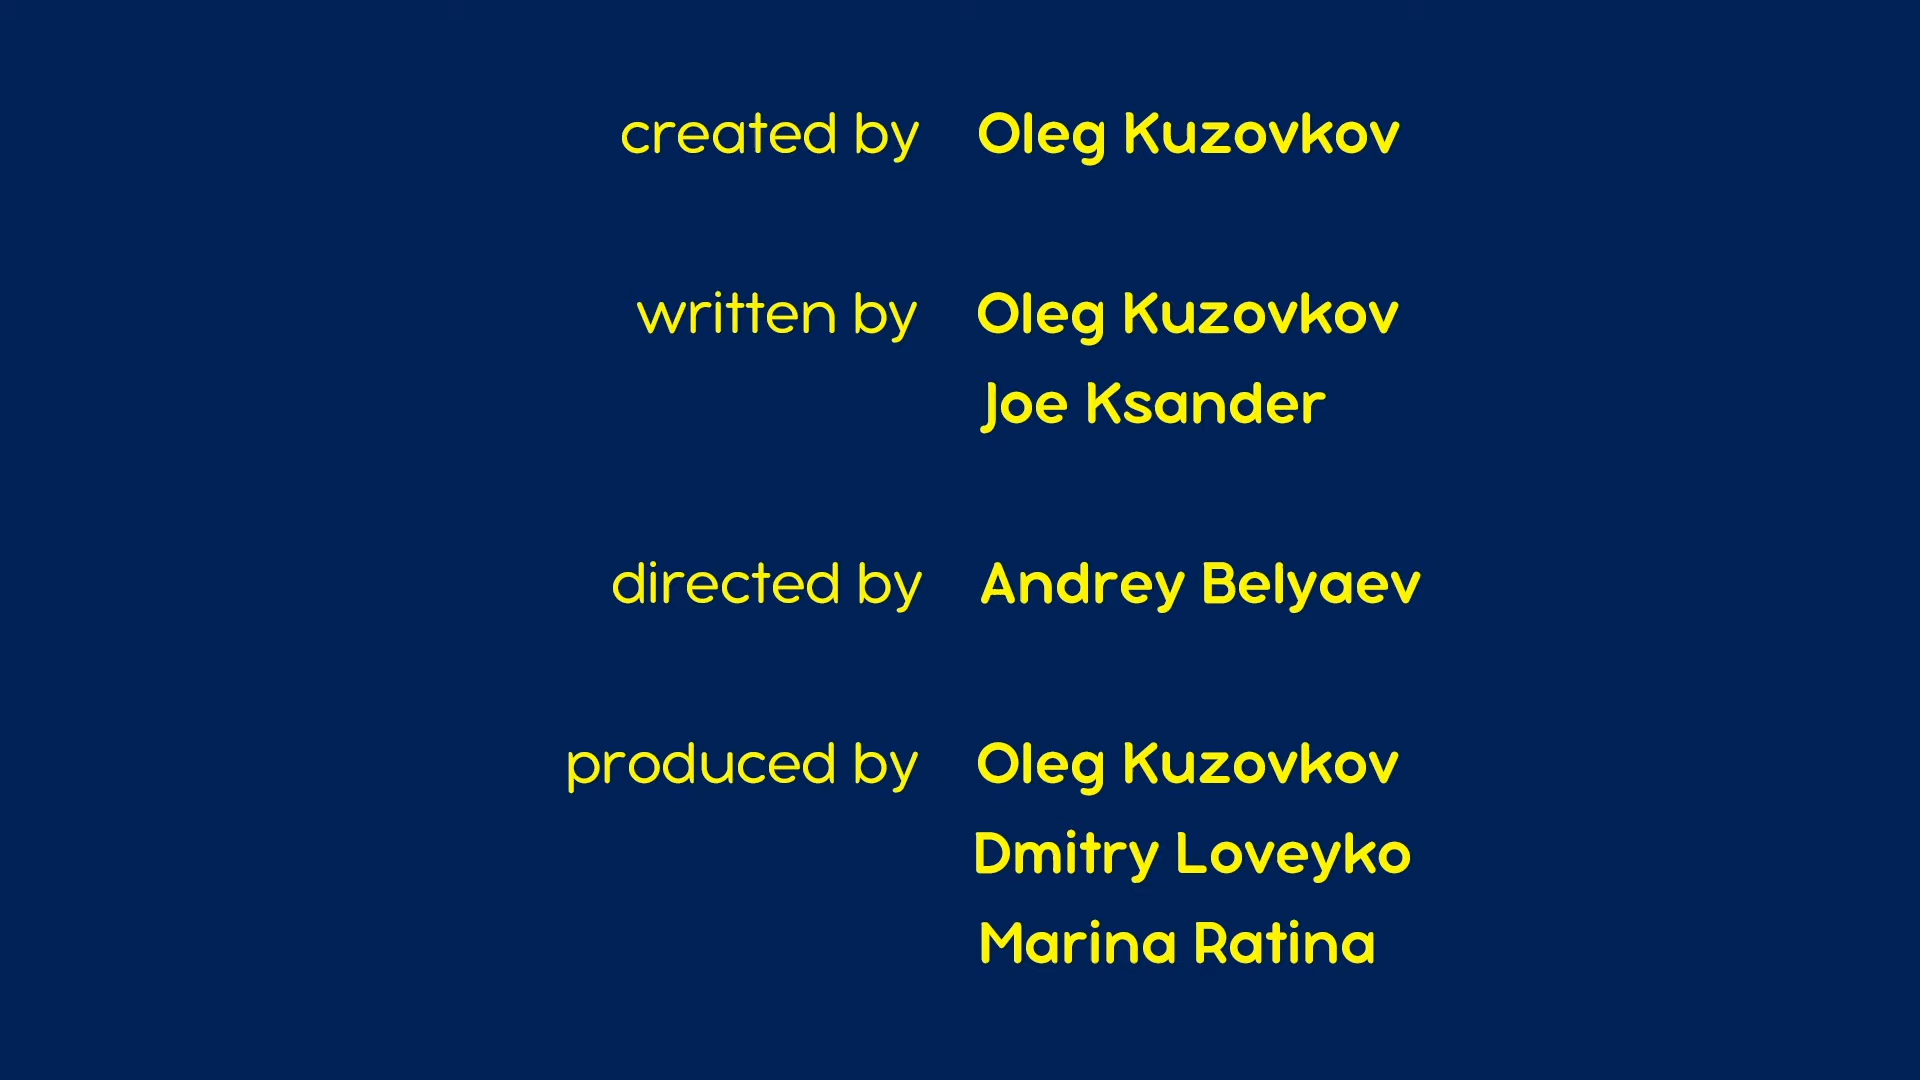 created by Oleg Kuzovkov
written by Oleg Kuzovkov
Joe Ksander
directed by Andrey Belyaev
produced by Oleg Kuzovkov
Dmitry Loveyko
Marina Ratina